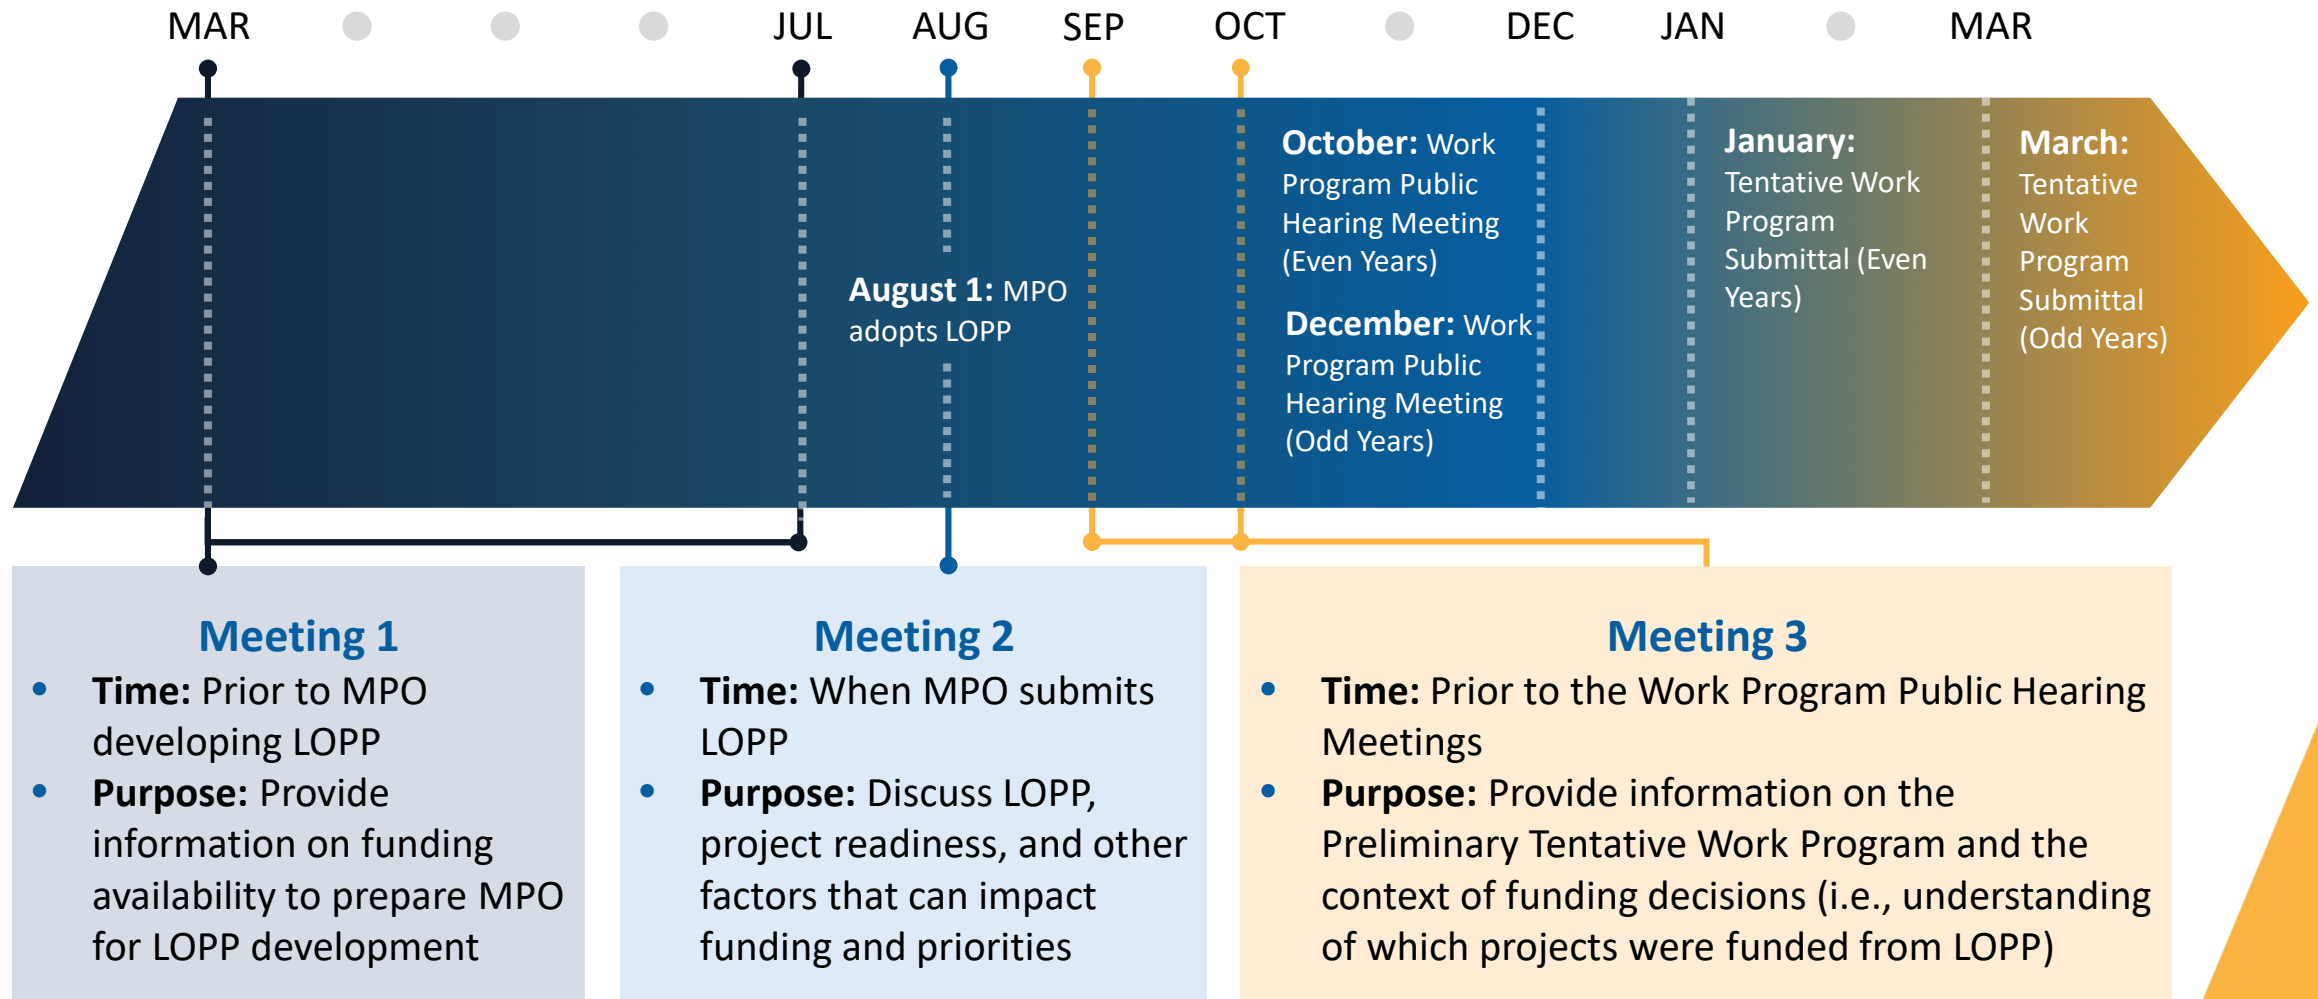 MAR JUL AUG SEP OCT DEC JAN MAR
August 1: MPO
adopts LOPP
October: Work
Program Public
Hearing Meeting
(Even Years)
December: Work
Program Public
Hearing Meeting
(Odd Years)
January:
Tentative Work
Program
Submittal (Even
Years)
March:
Tentative
Work
Program
Submittal
(Odd Years)
Meeting 1
• Time: Prior to MPO
developing LOPP
• Purpose: Provide
information on funding
availability to prepare MPO
for LOPP development
Meeting 2
• Time: When MPO submits
LOPP
• Purpose: Discuss LOPP,
project readiness, and other
factors that can impact
funding and priorities
Meeting 3
• Time: Prior to the Work Program Public Hearing
Meetings
• Purpose: Provide information on the
Preliminary Tentative Work Program and the
context of funding decisions (i.e., understanding
of which projects were funded from LOPP)